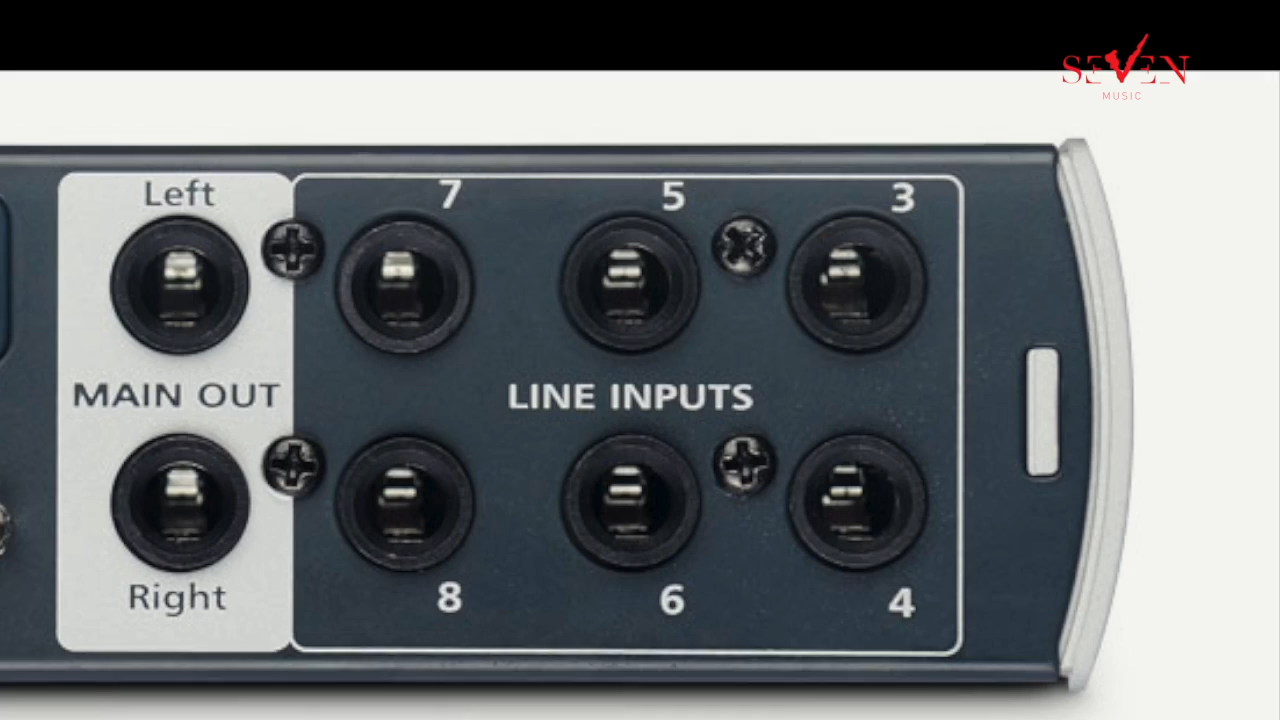 SEVEN
MUSIC
Left
7 5 3
MAIN OUT
LINE INPUTS
Right
8 6 4